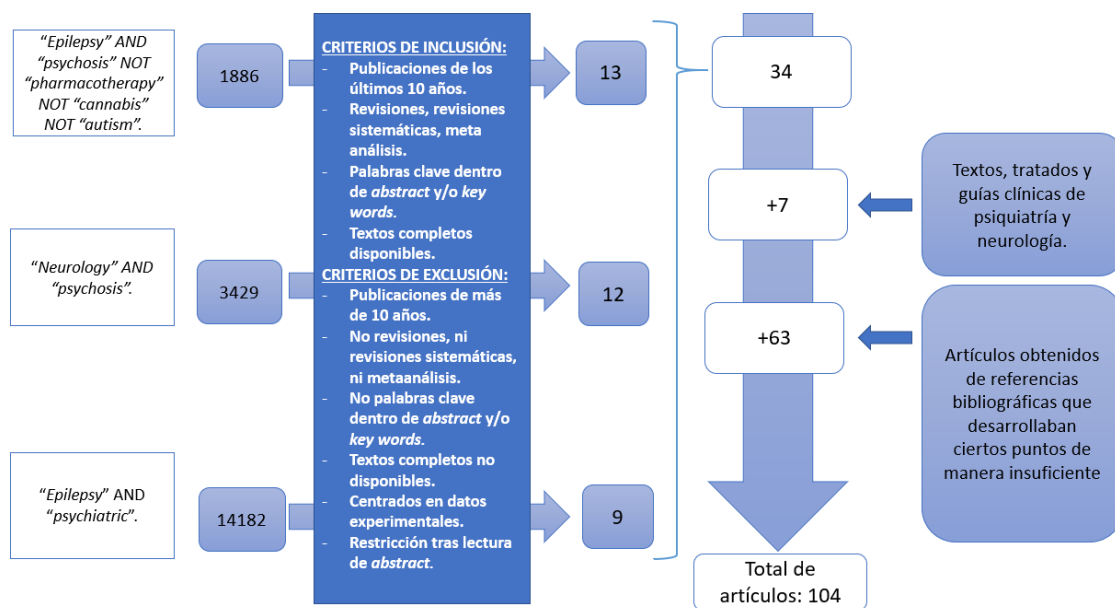 “Epilepsy” AND
“psychosis” NOT
“pharmacotherapy”
NOT “cannabis”
NOT “autism”.
1886
“Neurology” AND
“psychosis”.
3429
“Epilepsy” AND
“psychiatric”.
14182
CRITERIOS DE INCLUSIÓN:
- Publicaciones de los
últimos 10 años.
- Revisiones, revisiones
sistemáticas, meta
análisis.
- Palabras clave dentro
de abstract y/o key
words.
- Textos completos
disponibles.
CRITERIOS DE EXCLUSIÓN:
- Publicaciones de más
de 10 años.
- No revisiones, ni
revisiones sistemáticas,
ni metaanálisis.
- No palabras clave
dentro de abstract y/o
key words.
- Textos completos no
disponibles.
- Centrados en datos
experimentales.
- Restricción tras lectura
de abstract.
13
12
9
34
+7
+63
Total de
artículos: 104
Textos, tratados y
guías clínicas de
psiquiatría y
neurología.
Artículos obtenidos
de referencias
bibliográficas que
desarrollaban
ciertos puntos de
manera insuficiente